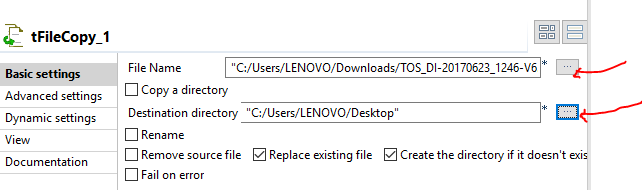 tFileCopy_1
Basic settings
Advanced settings
Dynamic settings
View
Documentation
File Name "C:/Users/LENOVO/Downloads/TOS_DI-20170623_1246-V6 * ...
Copy a directory
Destination directory "C:/Users/LENOVO/Desktop" * ...
Rename
Remove source file Replace existing file Create the directory if it doesn't exis
Fail on error